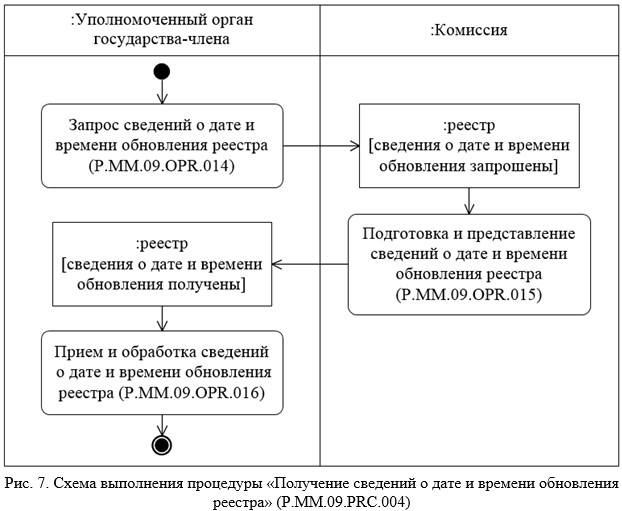 :Уполномоченный орган
государства-члена
:Комиссия
Запрос сведений о дате и
времени обновления реестра
(P.MM.09.OPR.014)
:реестр
[сведения о дате и времени
обновления запрошены]
:реестр
[сведения о дате и времени
обновления получены]
Подготовка и представление
сведений о дате и времени
обновления реестра
(P.MM.09.OPR.015)
Прием и обработка сведений
о дате и времени обновления
реестра (P.MM.09.OPR.016)
Рис. 7. Схема выполнения процедуры «Получение сведений о дате и времени обновления
реестра» (P.MM.09.PRC.004)